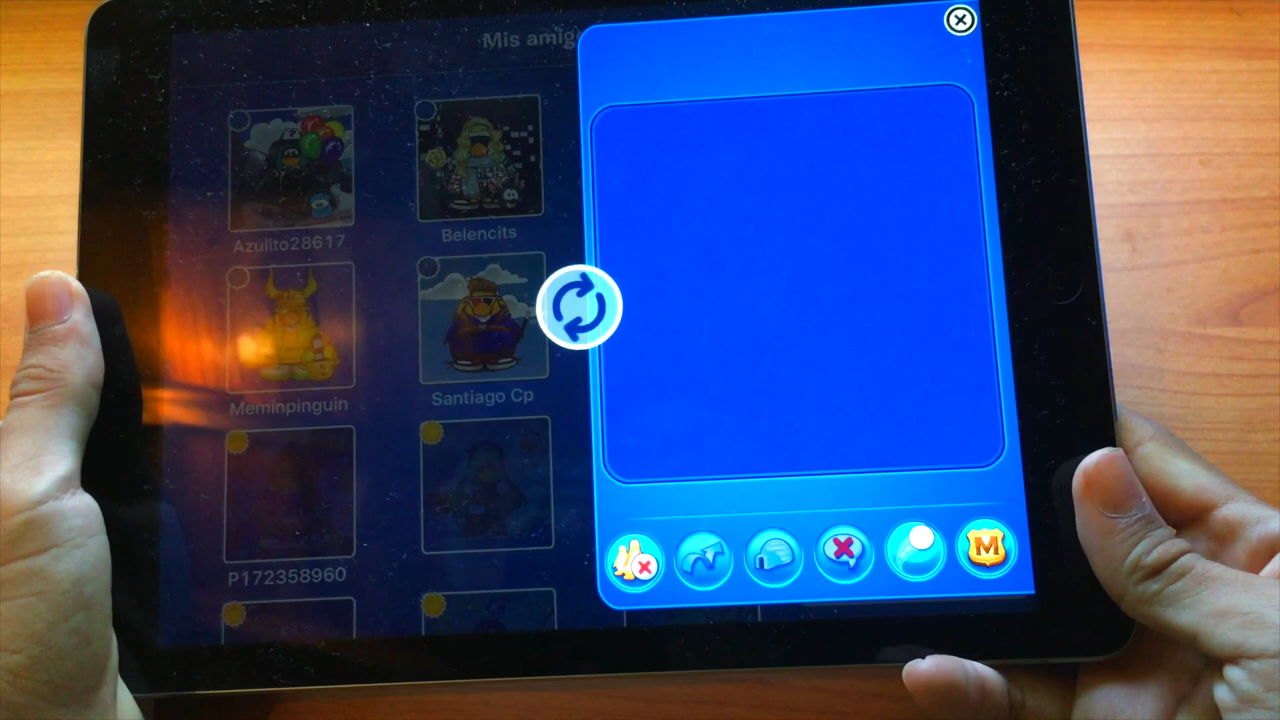 Mis amig
Azulito28617
Belencits
Meminpinguin
Santiago Cp
P172358960
M